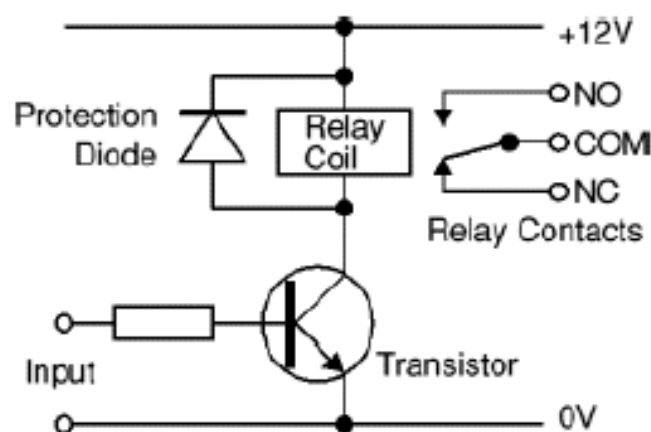 +12V
Protection
Diode
Relay
Coil
NO
COM
NC
Relay Contacts
Input
Transistor
0V